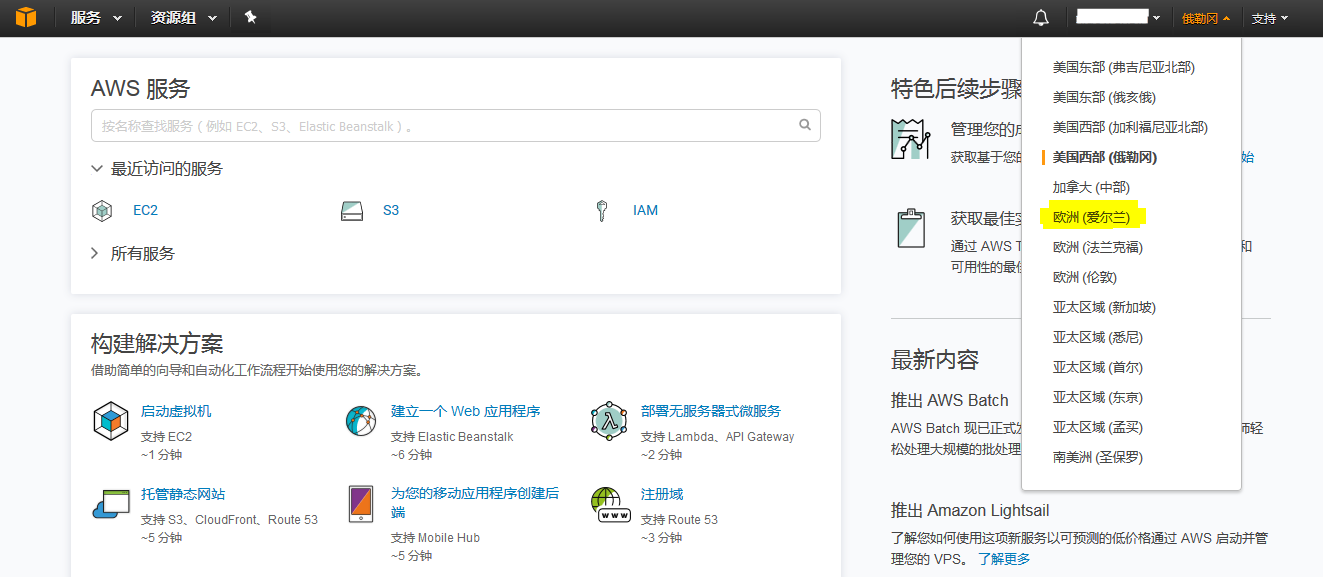 服务 资源组 俄勒冈 支持
AWS 服务
按名称查找服务（例如 EC2、S3、Elastic Beanstalk）。
最近访问的服务
EC2 S3 IAM
所有服务
构建解决方案
借助简单的向导和自动化工作流程开始使用您的解决方案。
启动虚拟机
支持 EC2
~1 分钟
建立一个 Web 应用程序
支持 Elastic Beanstalk
~6 分钟
部署无服务器式微服务
支持 Lambda、API Gateway
~2 分钟
托管静态网站
支持 S3、CloudFront、Route 53
~5 分钟
为您的移动应用程序创建后
端
支持 Mobile Hub
~5 分钟
注册域
支持 Route 53
~3 分钟
特色后续步骤
管理您的
获取基于您的 始
获取最佳
通过 AWS T 和
可用性的最
最新内容
推出 AWS Batch
AWS Batch 现已正式 师轻
松处理大规模的批处理
推出 Amazon Lightsail
了解您如何使用这项新服务以可预测的低价格通过 AWS 启动并管
理您的 VPS。 了解更多
美国东部 (弗吉尼亚北部)
美国东部 (俄亥俄)
美国西部 (加利福尼亚北部)
美国西部 (俄勒冈)
加拿大 (中部)
欧洲 (爱尔兰)
欧洲 (法兰克福)
欧洲 (伦敦)
亚太区域 (新加坡)
亚太区域 (悉尼)
亚太区域 (首尔)
亚太区域 (东京)
亚太区域 (孟买)
南美洲 (圣保罗)